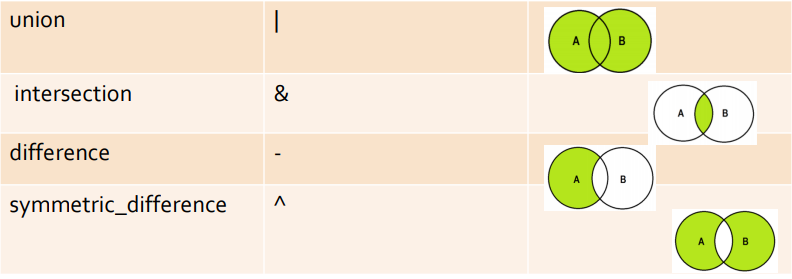 union |
A B
intersection &
A B
difference -
A B
symmetric_difference ^
A B